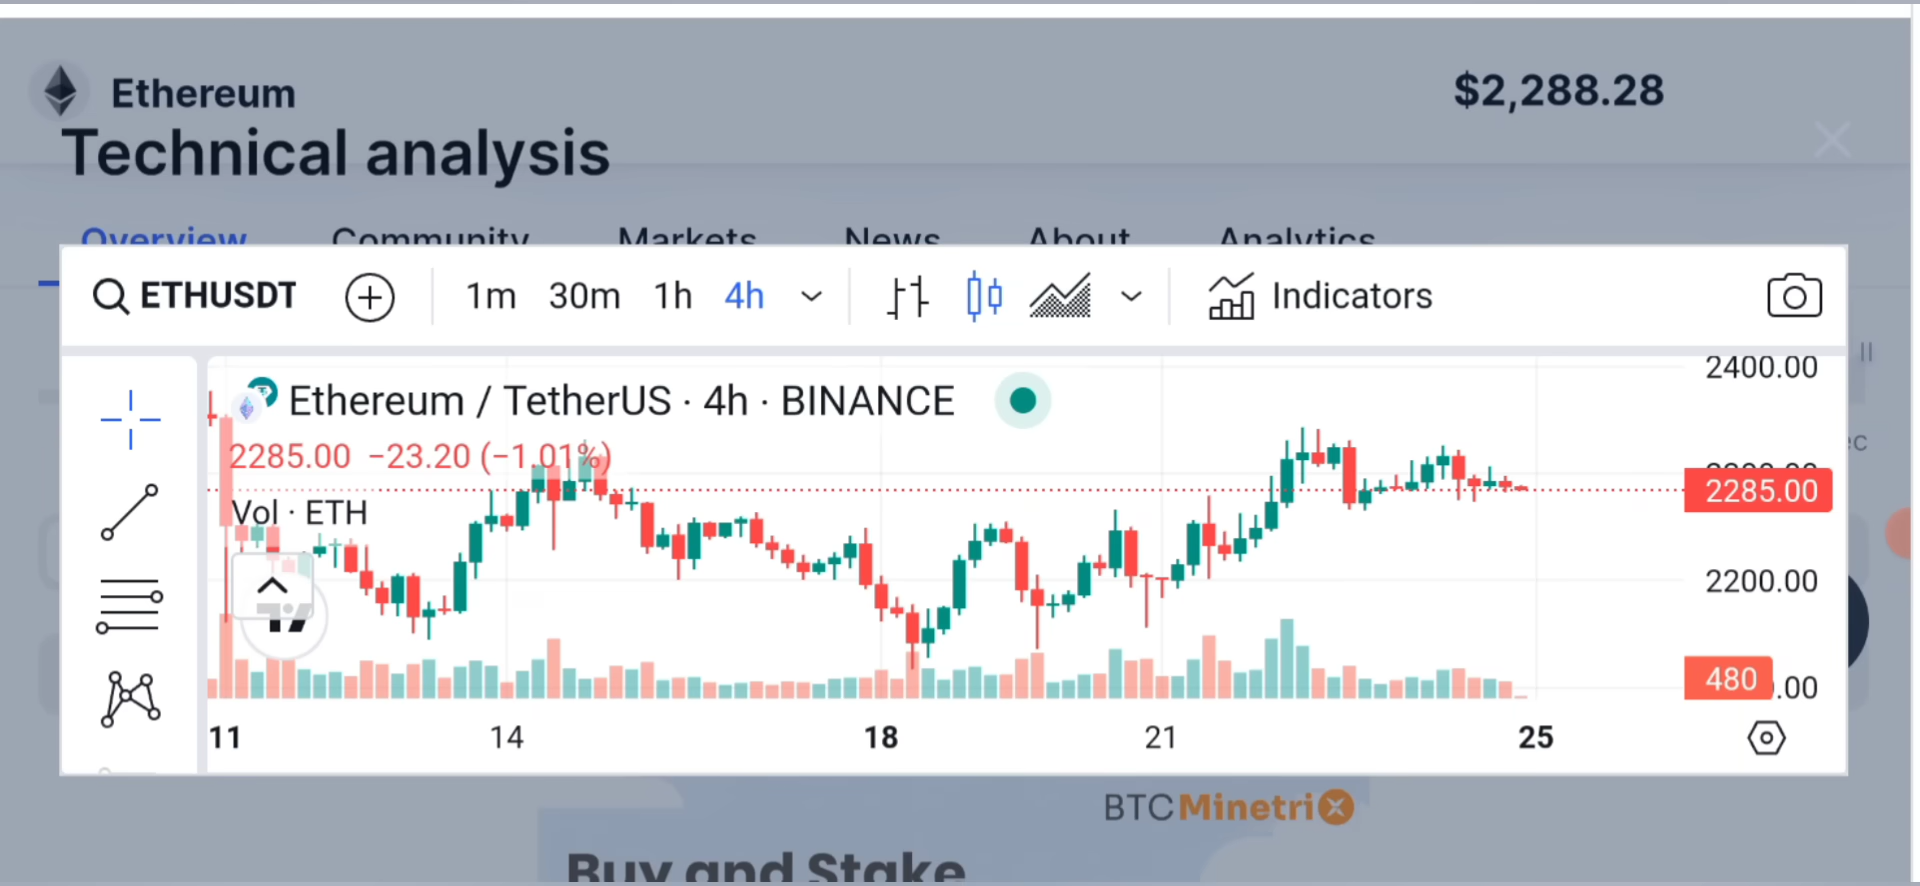 Ethereum
$2,288.28
Technical analysis
Overview Community Markets News About Analytics
ETHUSDT 1m 30m 1h 4h Indicators
Ethereum / TetherUS · 4h · BINANCE
2285.00 −23.20 (−1.01%)
Vol · ETH
2400.00
2285.00
2200.00
480
.00
11 14 18 21 25
BTCMinetrix
Buy and Stake